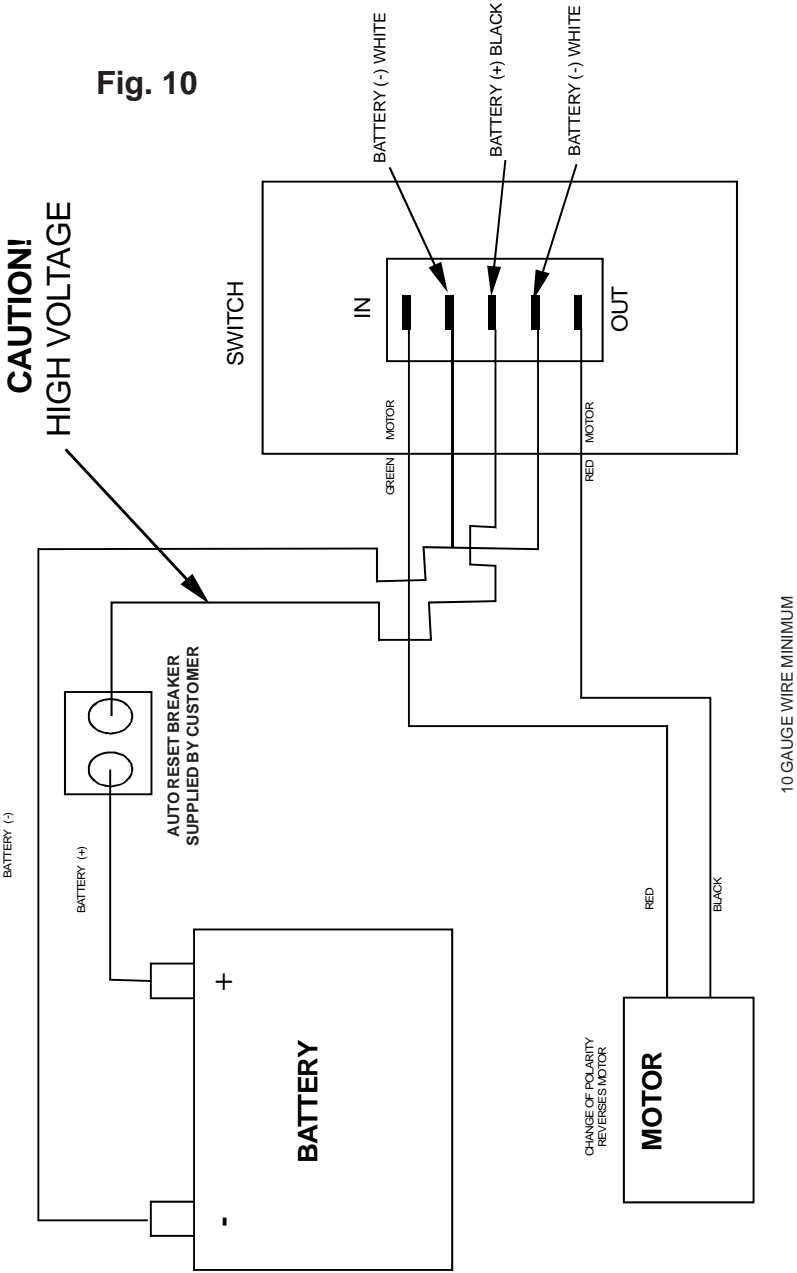 Fig. 10
CAUTION!
HIGH VOLTAGE
BATTERY (-) WHITE
BATTERY (+) BLACK
BATTERY (-) WHITE
SWITCH
IN
OUT
GREEN MOTOR
RED MOTOR
BATTERY (-)
BATTERY (+)
AUTO RESET BREAKER
SUPPLIED BY CUSTOMER
+
-
BATTERY
RED
BLACK
CHANGE OF POLARITY
REVERSES MOTOR
MOTOR
10 GAUGE WIRE MINIMUM